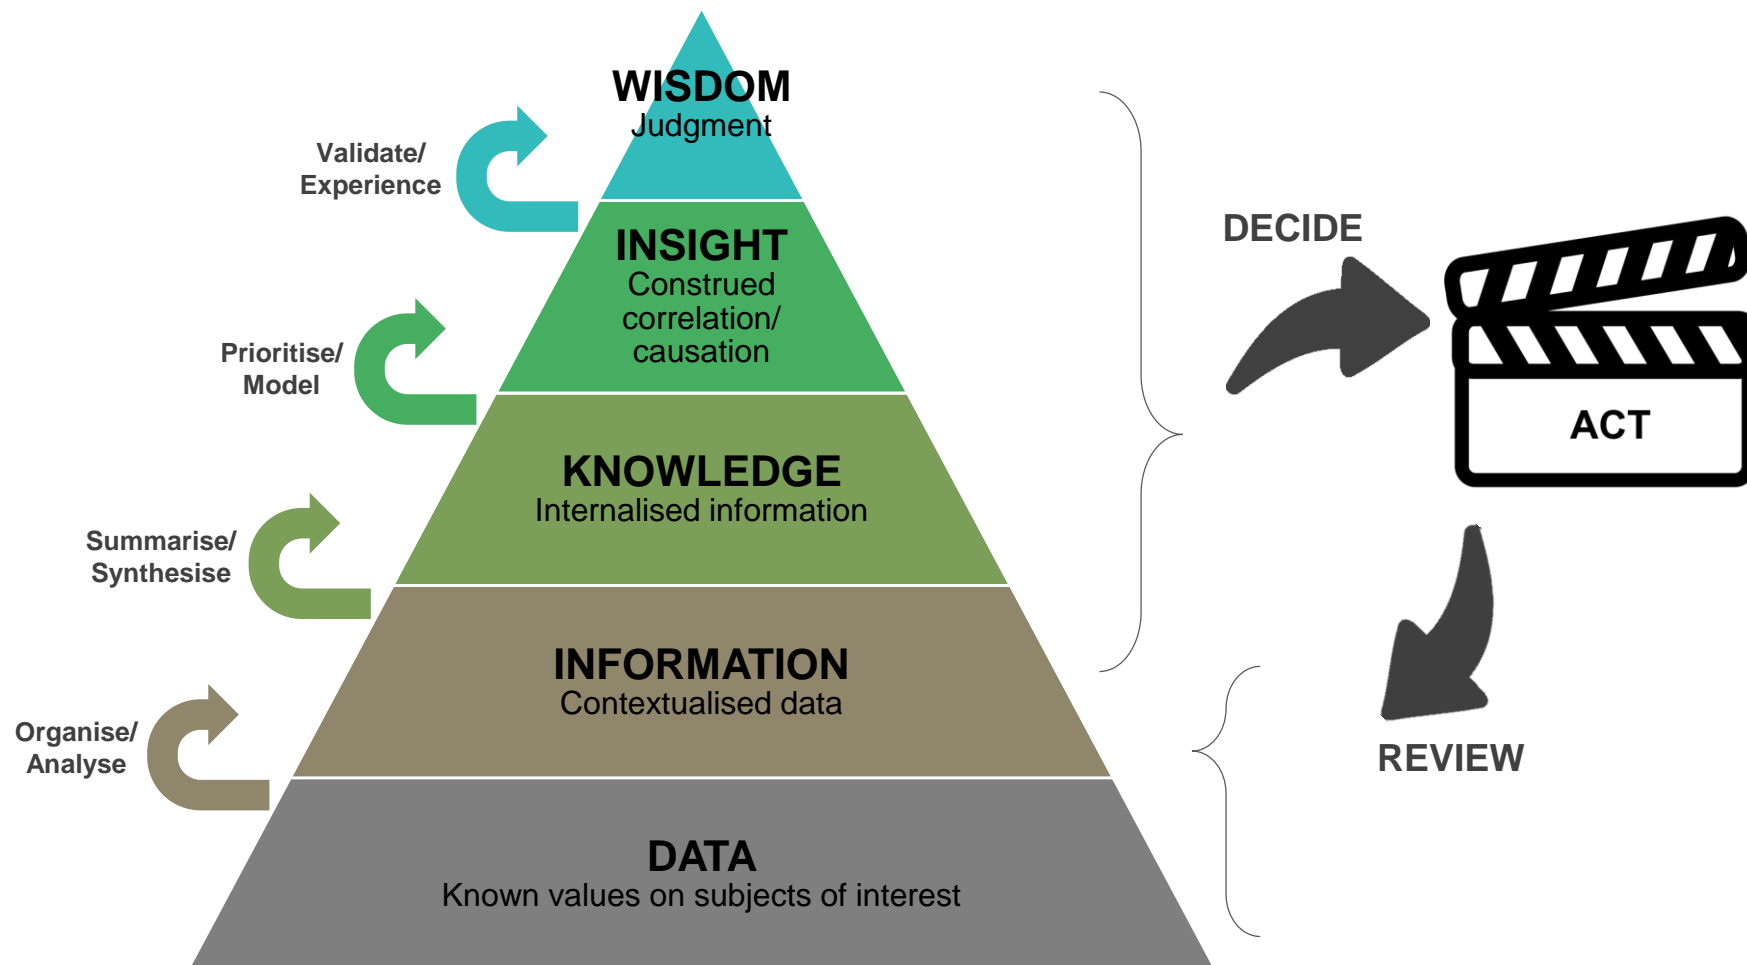 WISDOM
Judgment
Validate/
Experience
INSIGHT
Construed
correlation/
causation
Prioritise/
Model
KNOWLEDGE
Internalised information
Summarise/
Synthesise
INFORMATION
Contextualised data
Organise/
Analyse
DATA
Known values on subjects of interest
DECIDE
ACT
REVIEW